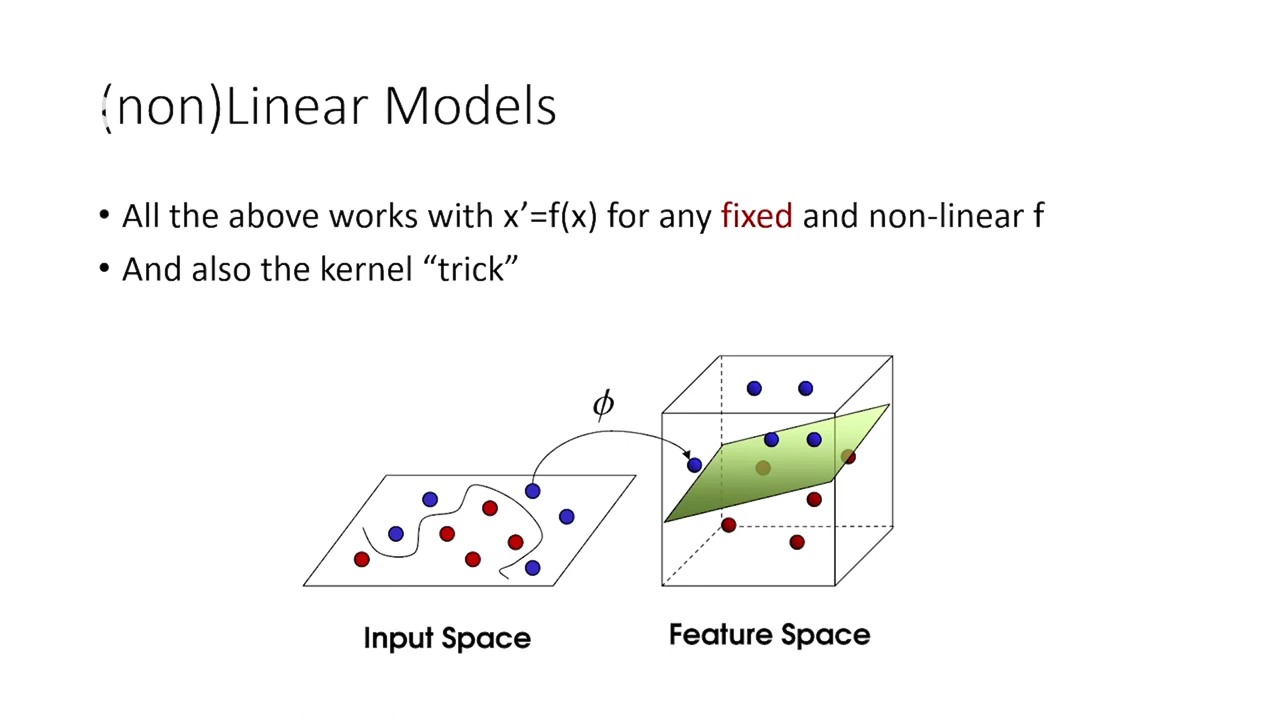 (non)Linear Models
• All the above works with x’=f(x) for any fixed and non-linear f
• And also the kernel “trick”
ϕ
Input Space
Feature Space